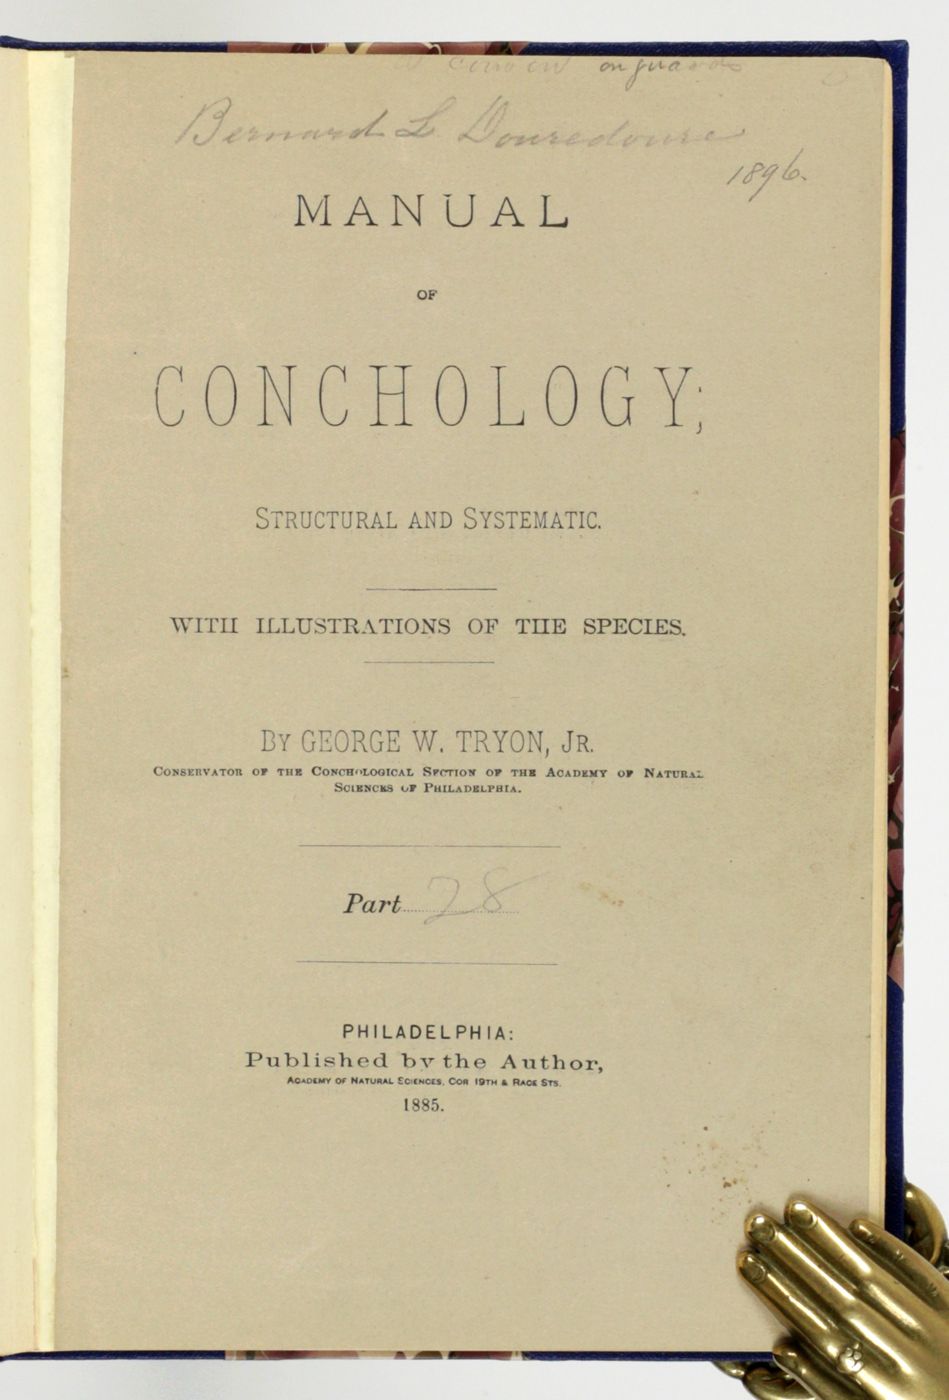 on guards
Bernard L Douredoure
1896.
MANUAL
OF
CONCHOLOGY;
STRUCTURAL AND SYSTEMATIC.
WITH ILLUSTRATIONS OF THE SPECIES.
BY GEORGE W. TRYON, JR.
CONSERVATOR OF THE CONCHOLOGICAL SECTION OF THE ACADEMY OF NATURAL
SCIENCES OF PHILADELPHIA.
Part 28
PHILADELPHIA:
Published by the Author,
ACADEMY OF NATURAL SCIENCES, COR 19TH & RACE STS.
1885.